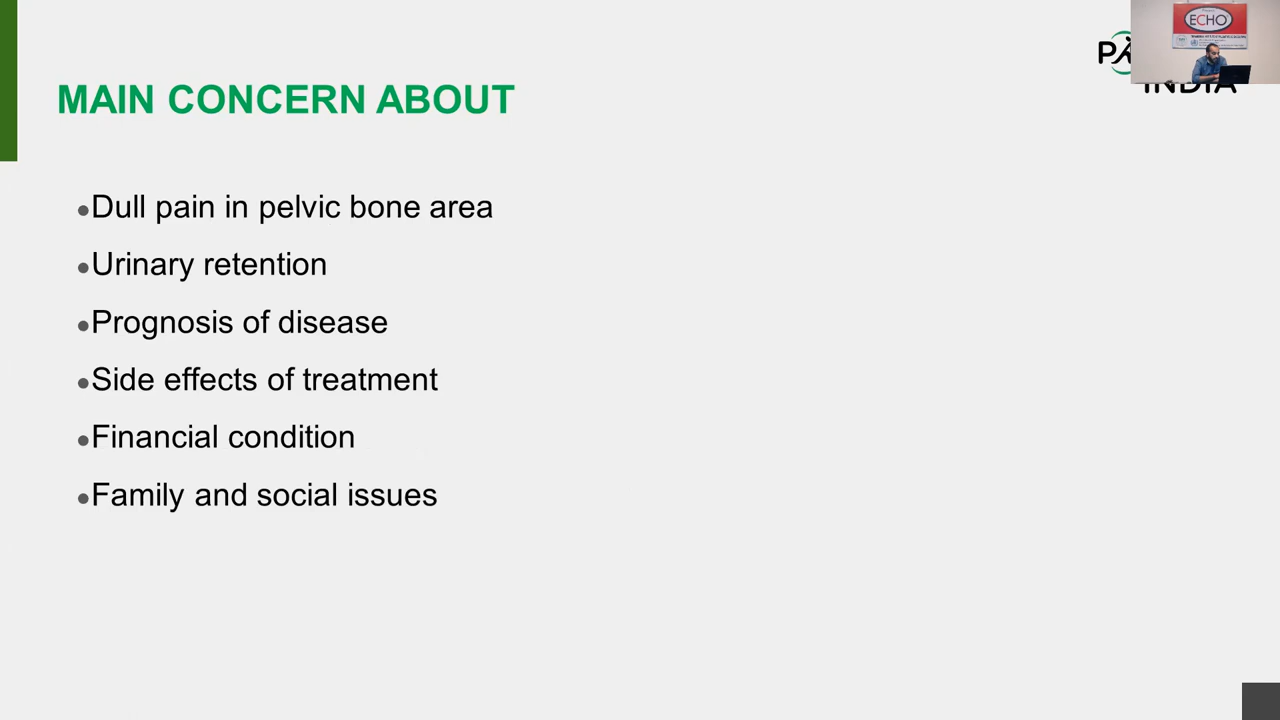 ECHO
MAIN CONCERN ABOUT
INDIA
●Dull pain in pelvic bone area
●Urinary retention
●Prognosis of disease
●Side effects of treatment
●Financial condition
●Family and social issues